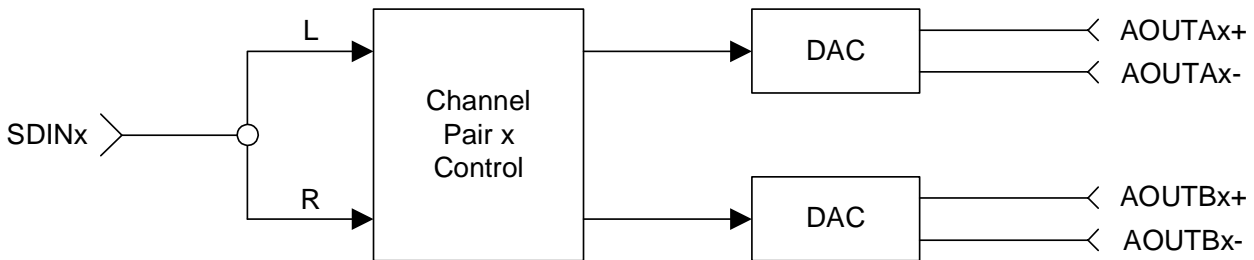 L
DAC
AOUTAx+
AOUTAx-
SDINx
Channel
Pair x
Control
R
DAC
AOUTBx+
AOUTBx-